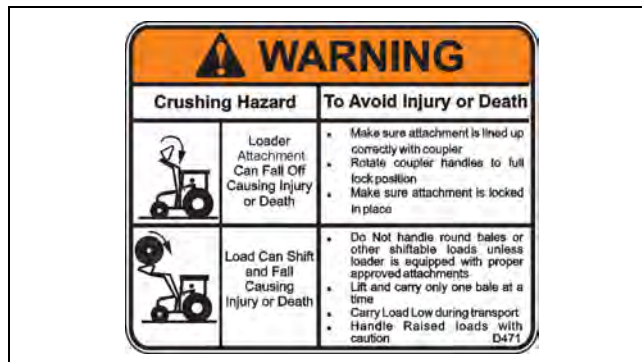 WARNING
Crushing Hazard
To Avoid Injury or Death
Loader
Attachment
Can Fall Off
Causing Injury
or Death
• Make sure attachment is lined up
correctly with coupler
• Rotate coupler handles to full
lock position
• Make sure attachment is locked
in place
Load Can Shift
and Fall
Causing
Injury or Death
• Do Not handle round bales or
other shiftable loads unless
loader is equipped with proper
approved attachments
• Lift and carry only one bale at a
time
• Carry Load Low during transport
• Handle Raised loads with
caution D471